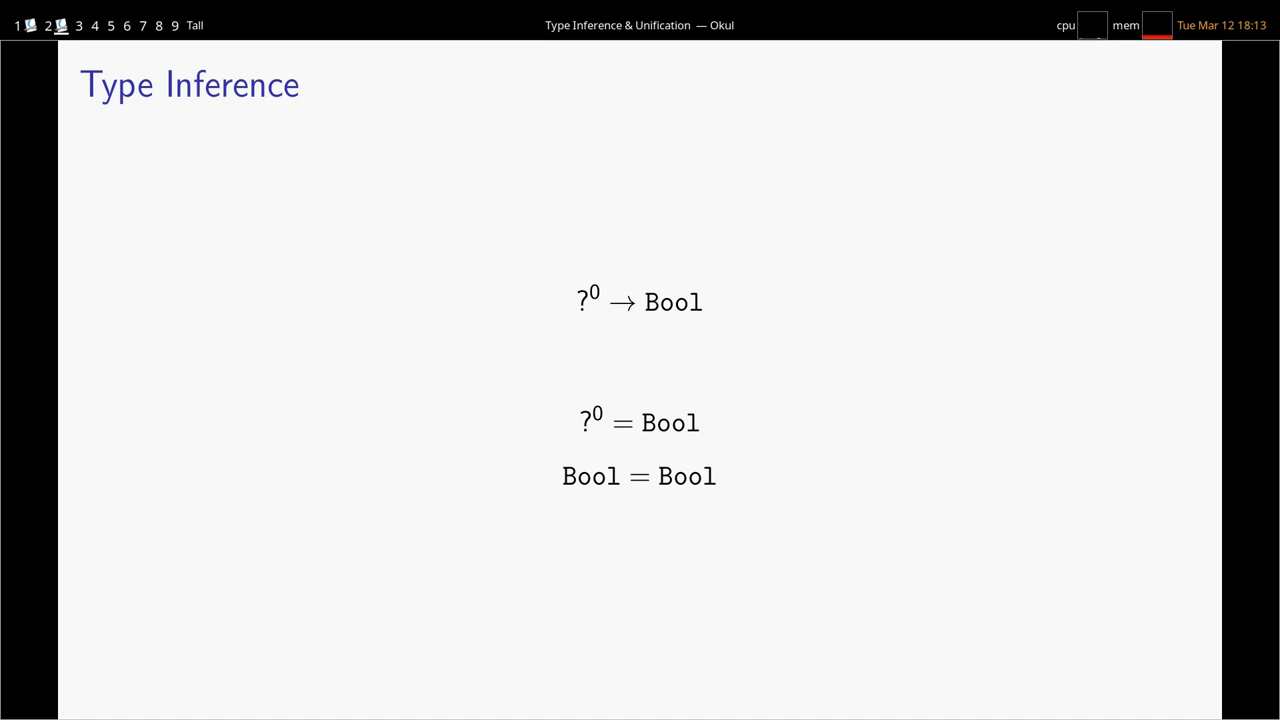 1 2 3 4 5 6 7 8 9 Tall Type Inference & Unification — Okul cpu mem Tue Mar 12 18:13
Type Inference
?⁰ → Bool
?⁰ = Bool
Bool = Bool